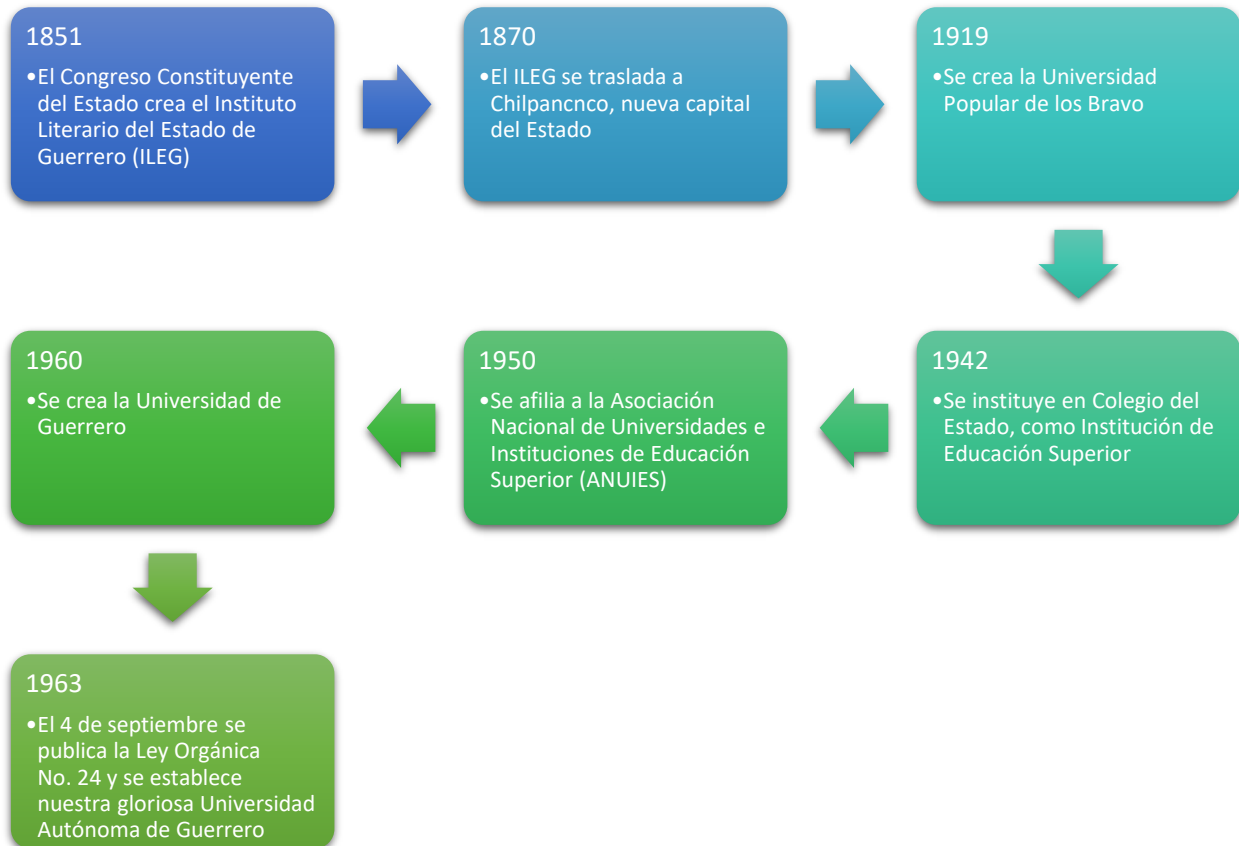 1851
•El Congreso Constituyente
del Estado crea el Instituto
Literario del Estado de
Guerrero (ILEG)
1870
•El ILEG se traslada a
Chilpancnco, nueva capital
del Estado
1919
•Se crea la Universidad
Popular de los Bravo
1942
•Se instituye en Colegio del
Estado, como Institución de
Educación Superior
1950
•Se afilia a la Asociación
Nacional de Universidades e
Instituciones de Educación
Superior (ANUIES)
1960
•Se crea la Universidad de
Guerrero
1963
•El 4 de septiembre se
publica la Ley Orgánica
No. 24 y se establece
nuestra gloriosa Universidad
Autónoma de Guerrero